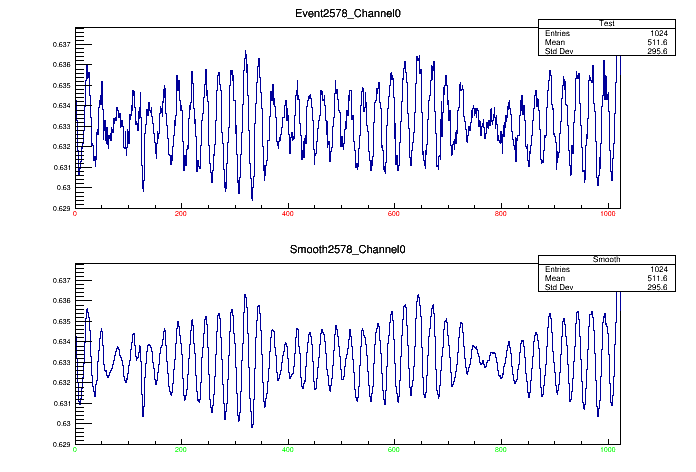 Event2578_Channel0
Test
Entries 1024
Mean 511.6
Std Dev 295.6
0.637
0.636
0.635
0.634
0.633
0.632
0.631
0.63
0.629
0 200 400 600 800 1000
Smooth2578_Channel0
Smooth
Entries 1024
Mean 511.6
Std Dev 295.6
0.637
0.636
0.635
0.634
0.633
0.632
0.631
0.63
0.629
0 200 400 600 800 1000